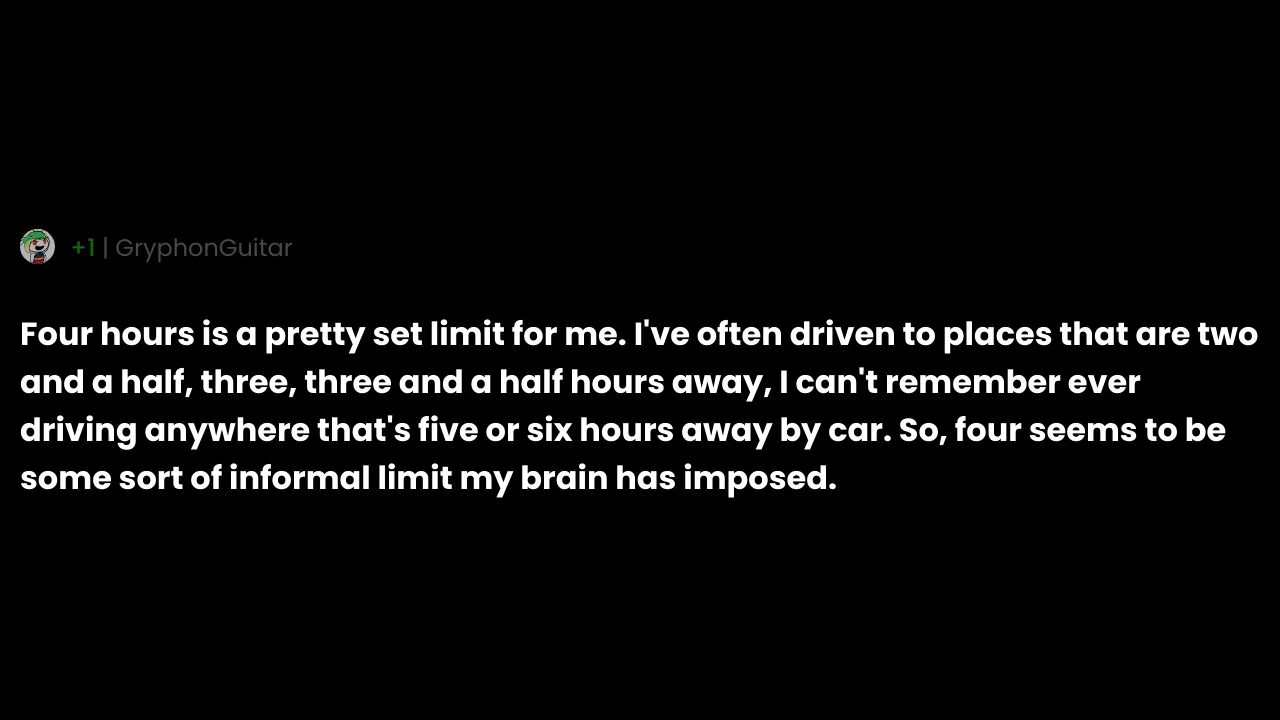 +1 | GryphonGuitar
Four hours is a pretty set limit for me. I've often driven to places that are two
and a half, three, three and a half hours away, I can't remember ever
driving anywhere that's five or six hours away by car. So, four seems to be
some sort of informal limit my brain has imposed.